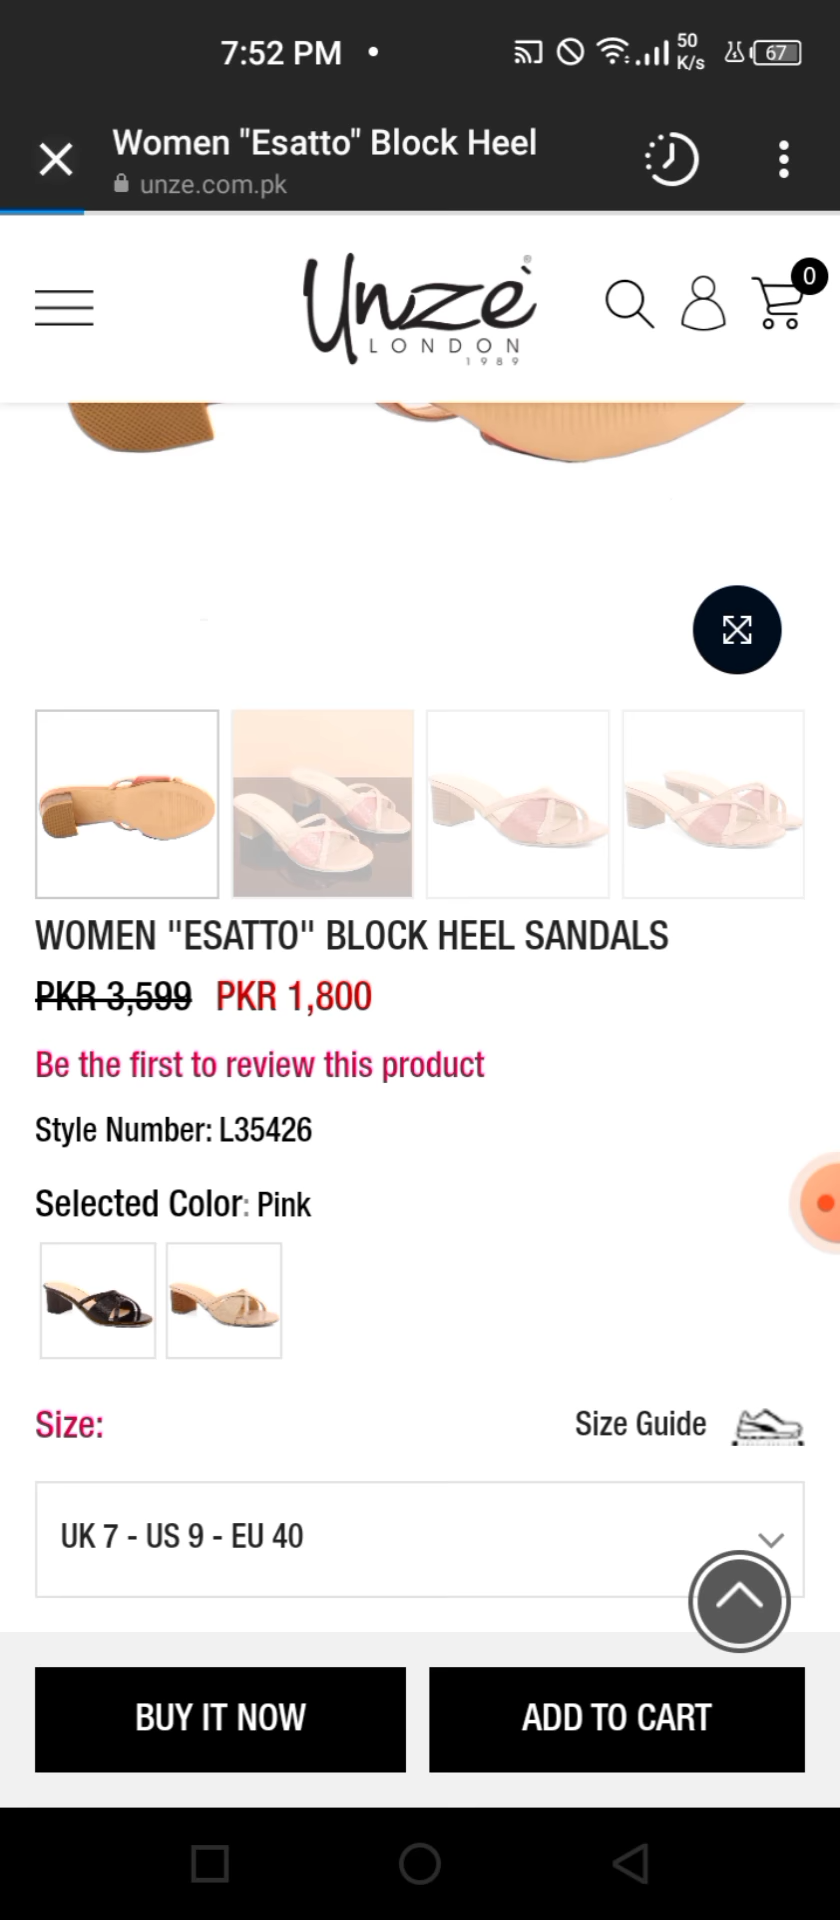 7:52 PM
50 K/s
67
Women "Esatto" Block Heel
unze.com.pk
0
Unze®
LONDON
1989
WOMEN "ESATTO" BLOCK HEEL SANDALS
PKR 3,599 PKR 1,800
Be the first to review this product
Style Number: L35426
Selected Color: Pink
Size: Size Guide
UK 7 - US 9 - EU 40
BUY IT NOW ADD TO CART